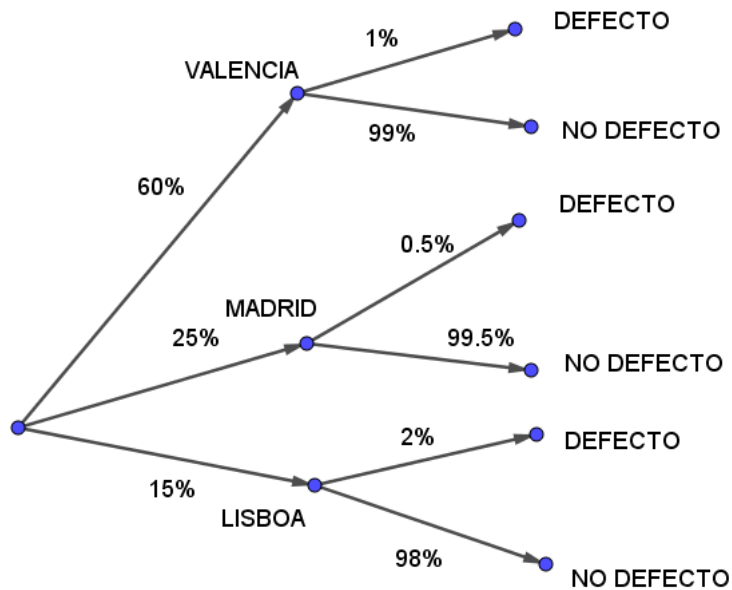 DEFECTO
1%
VALENCIA
99%
NO DEFECTO
60%
DEFECTO
0.5%
MADRID
25%
99.5%
NO DEFECTO
2%
DEFECTO
15%
LISBOA
98%
NO DEFECTO